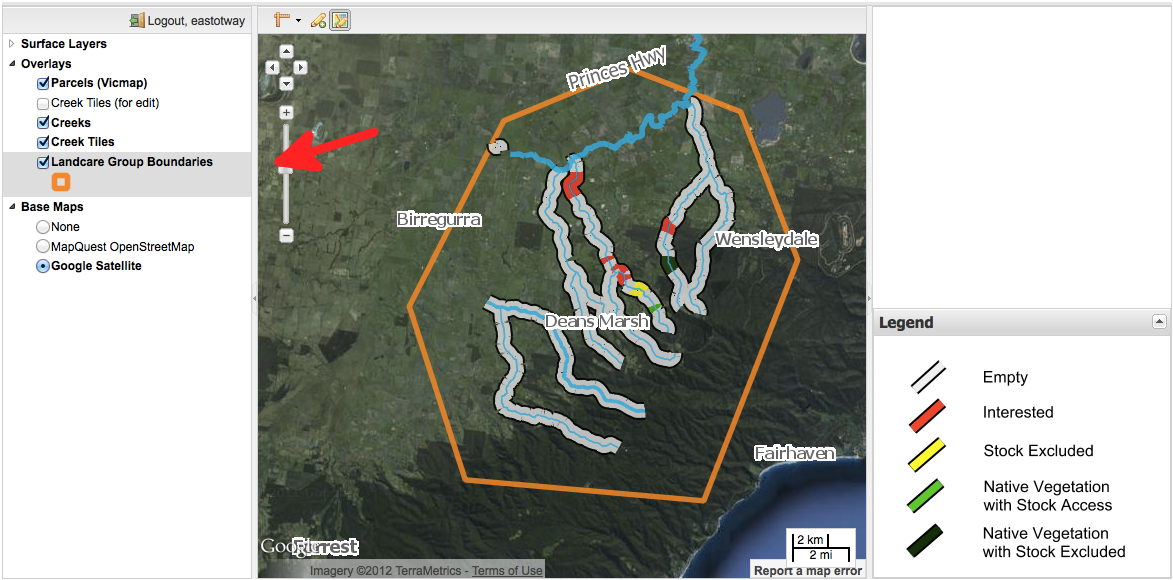 Logout, eastotway
Surface Layers
Overlays
Parcels (Vicmap)
Creek Tiles (for edit)
Creeks
Creek Tiles
Landcare Group Boundaries
Base Maps
None
MapQuest OpenStreetMap
Google Satellite
Princes Hwy
Birregurra
Wensleydale
Deans Marsh
Fairhaven
Google
Forrest
2 km
2 mi
Imagery ©2012 TerraMetrics - Terms of Use
Report a map error
Legend
Empty
Interested
Stock Excluded
Native Vegetation
with Stock Access
Native Vegetation
with Stock Excluded